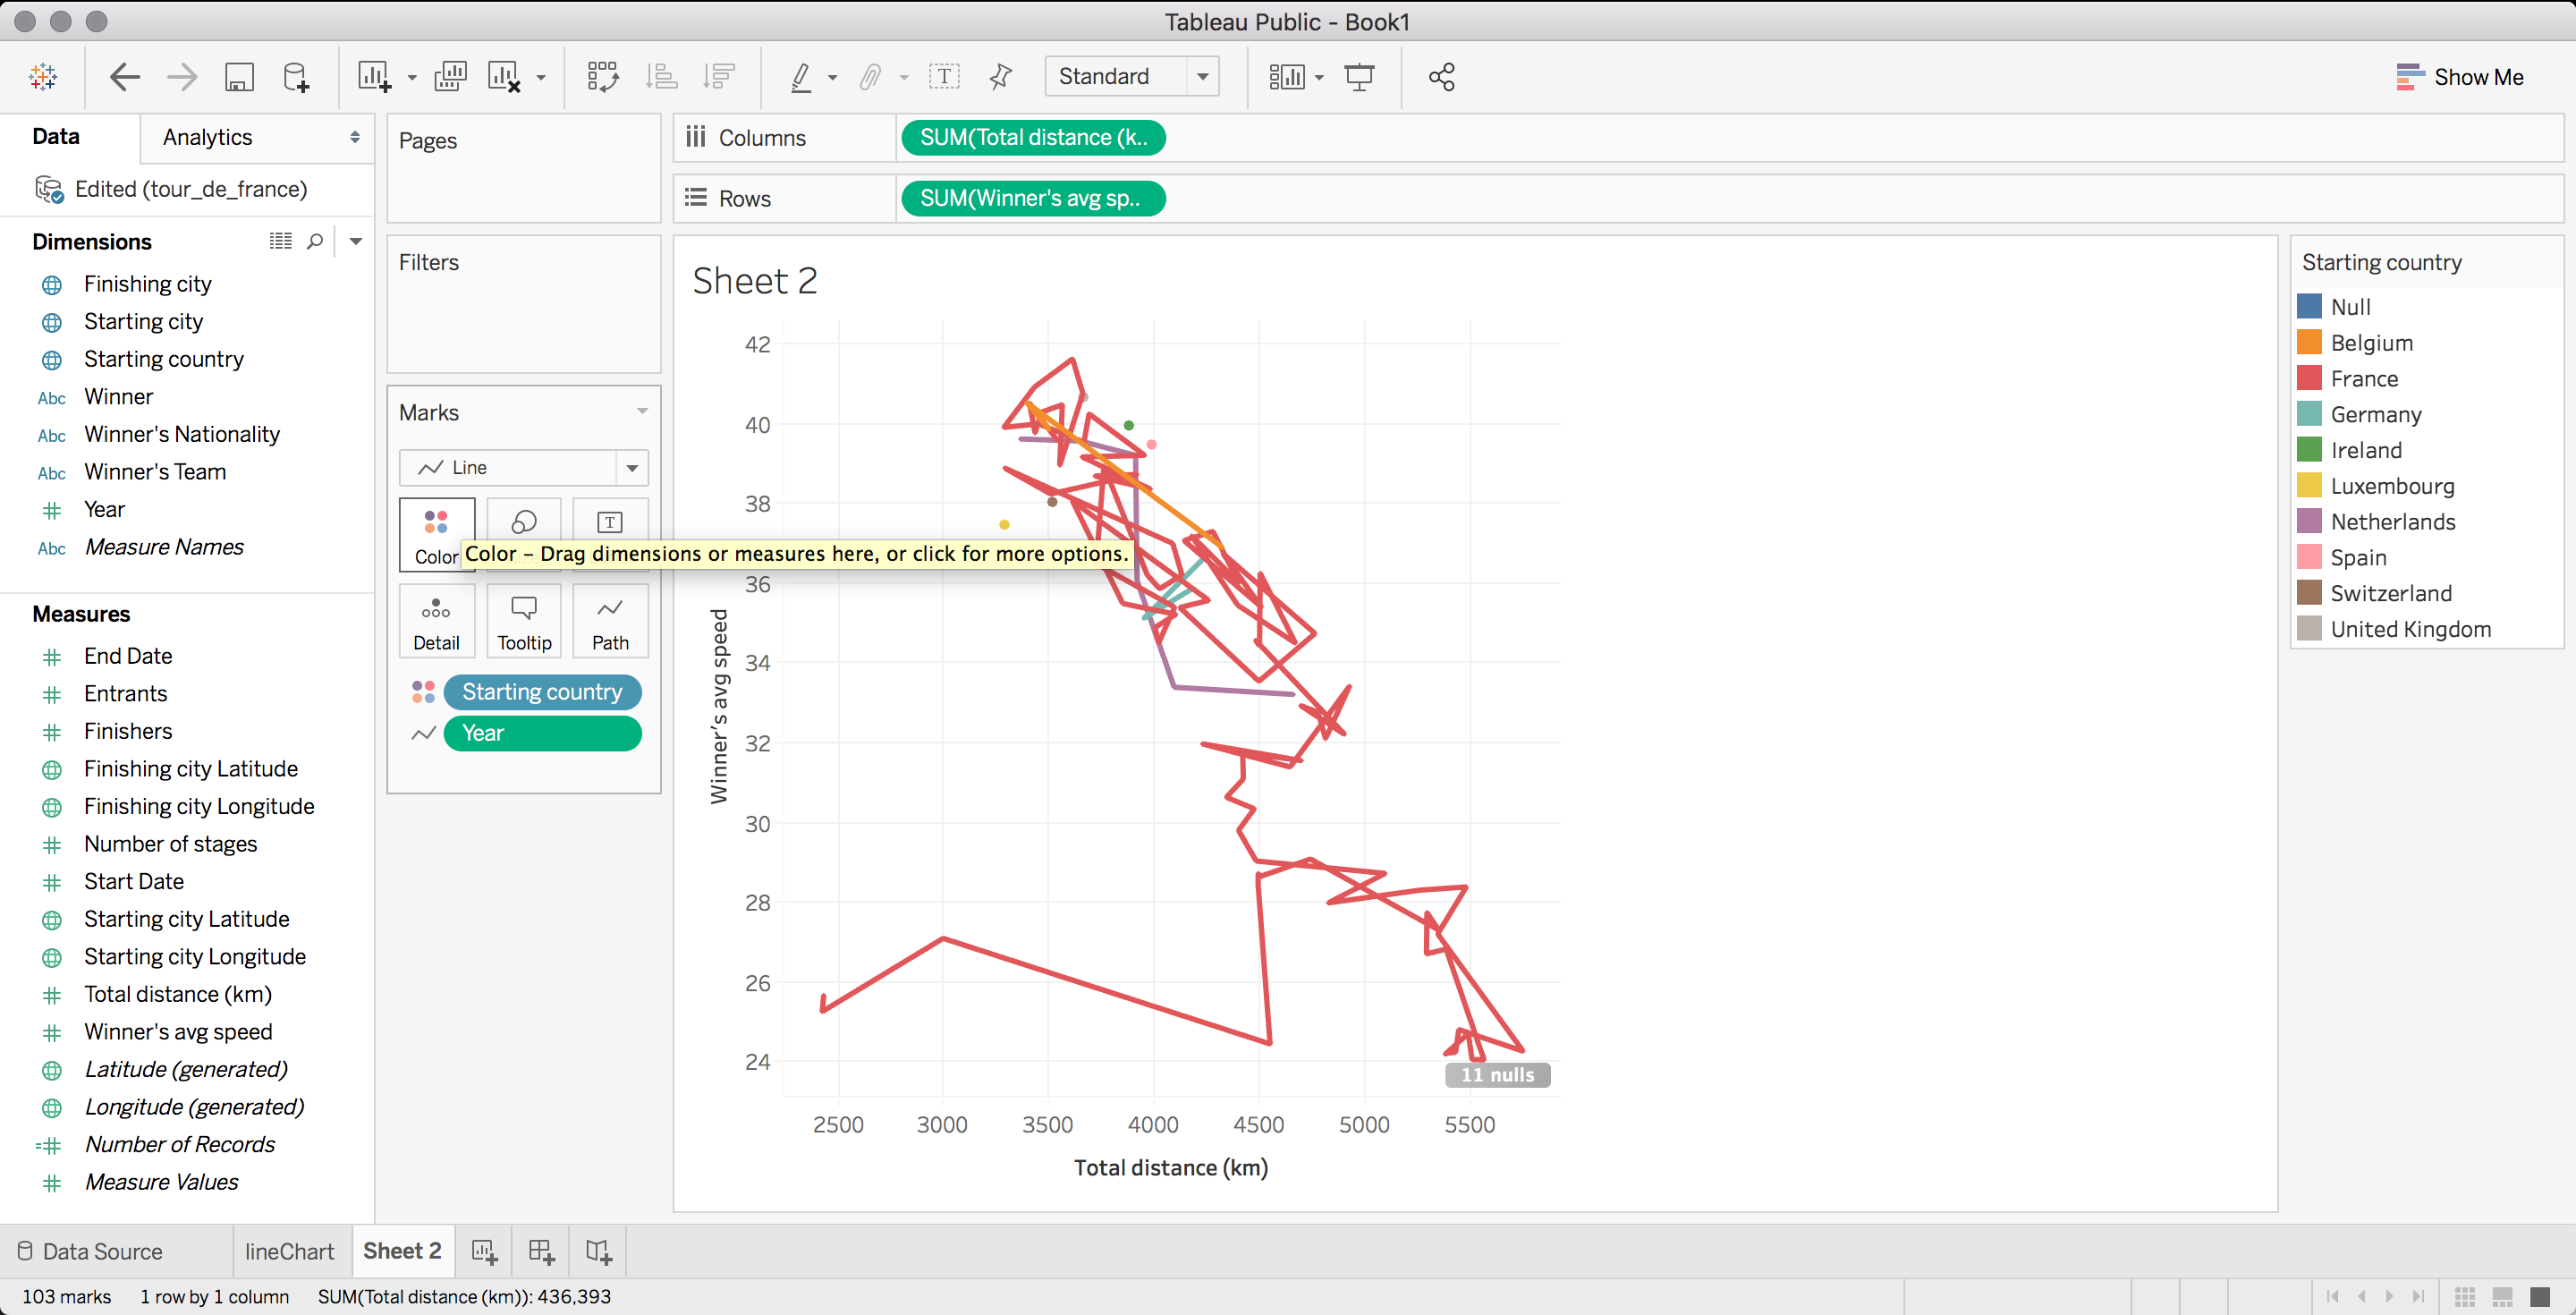 Tableau Public - Book1
Standard
Show Me
Data
Analytics
Edited (tour_de_france)
Dimensions
Finishing city
Starting city
Starting country
Abc Winner
Abc Winner's Nationality
Abc Winner's Team
Year
Abc Measure Names
Measures
End Date
Entrants
Finishers
Finishing city Latitude
Finishing city Longitude
Number of stages
Start Date
Starting city Latitude
Starting city Longitude
Total distance (km)
Winner's avg speed
Latitude (generated)
Longitude (generated)
Number of Records
Measure Values
Pages
Filters
Marks
Line
Color
Color – Drag dimensions or measures here, or click for more options.
Detail
Tooltip
Path
Starting country
Year
Columns
SUM(Total distance (k..
Rows
SUM(Winner's avg sp..
Sheet 2
42
40
38
36
34
32
30
28
26
24
Winner's avg speed
11 nulls
2500 3000 3500 4000 4500 5000 5500
Total distance (km)
Starting country
Null
Belgium
France
Germany
Ireland
Luxembourg
Netherlands
Spain
Switzerland
United Kingdom
Data Source
lineChart
Sheet 2
103 marks 1 row by 1 column SUM(Total distance (km)): 436,393